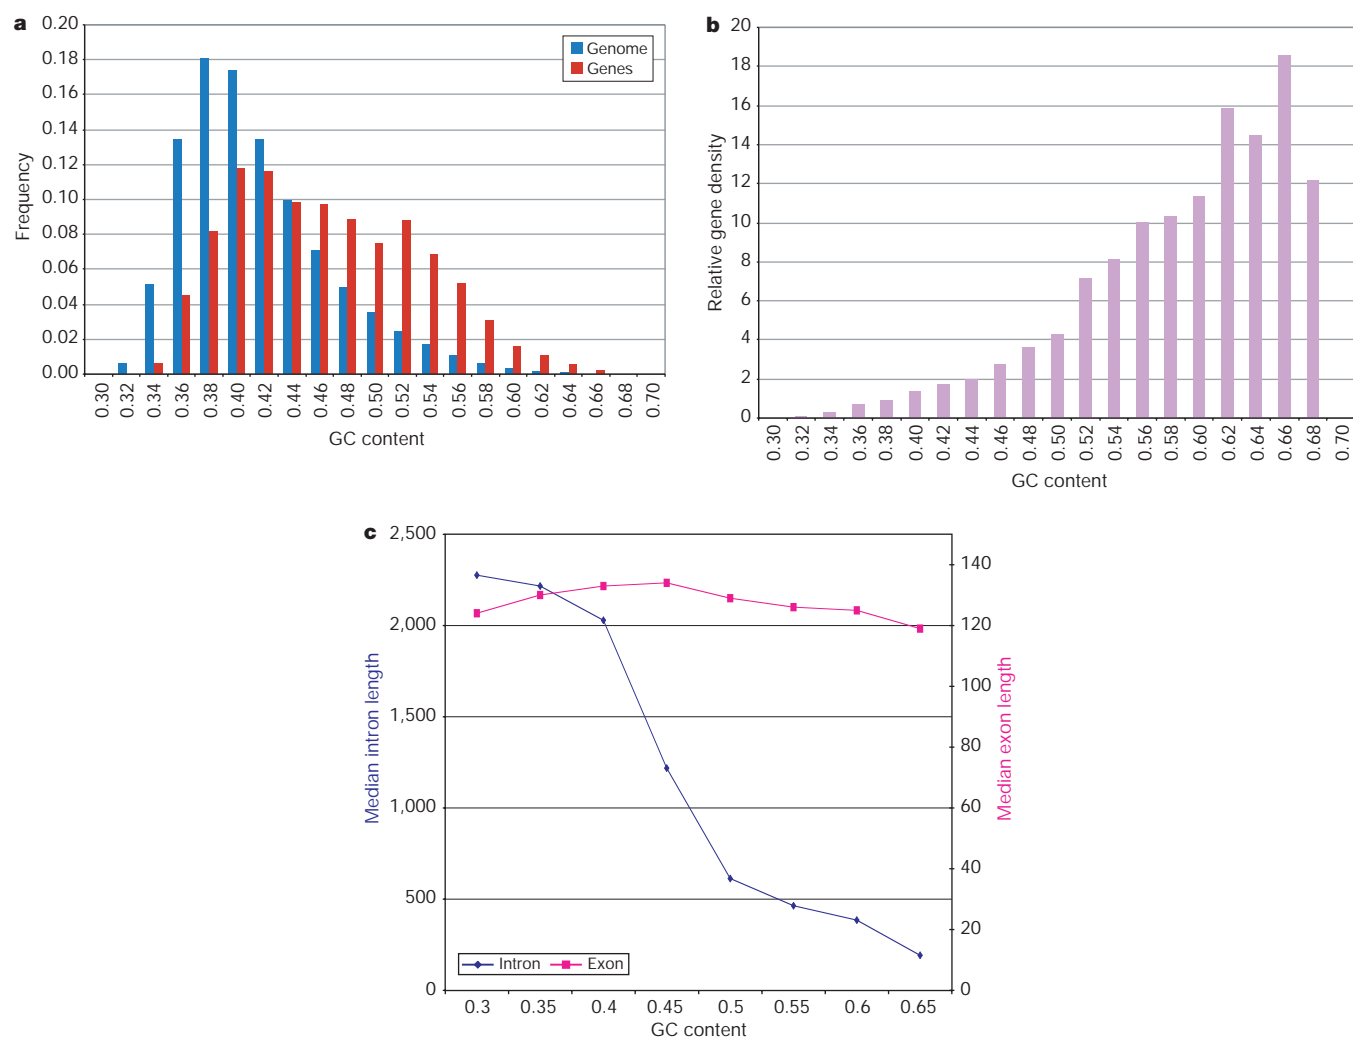 a
0.20
0.18
0.16
0.14
0.12
0.10
0.08
0.06
0.04
0.02
0.00
Frequency
Genome
Genes
0.30 0.32 0.34 0.36 0.38 0.40 0.42 0.44 0.46 0.48 0.50 0.52 0.54 0.56 0.58 0.60 0.62 0.64 0.66 0.68 0.70
GC content
b
20
18
16
14
12
10
8
6
4
2
0
Relative gene density
0.30 0.32 0.34 0.36 0.38 0.40 0.42 0.44 0.46 0.48 0.50 0.52 0.54 0.56 0.58 0.60 0.62 0.64 0.66 0.68 0.70
GC content
c
2,500
2,000
1,500
1,000
500
0
Median intron length
140
120
100
80
60
40
20
0
Median exon length
Intron Exon
0.3 0.35 0.4 0.45 0.5 0.55 0.6 0.65
GC content